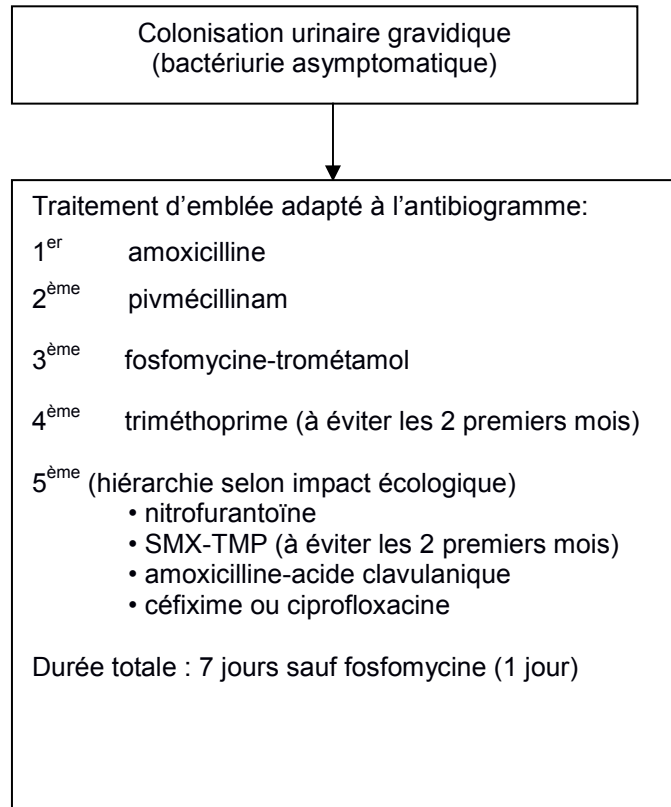 Colonisation urinaire gravidique
(bactériurie asymptomatique)
Traitement d’emblée adapté à l’antibiogramme:
1er amoxicilline
2ème pivmécillinam
3ème fosfomycine-trométamol
4ème triméthoprime (à éviter les 2 premiers mois)
5ème (hiérarchie selon impact écologique)
• nitrofurantoïne
• SMX-TMP (à éviter les 2 premiers mois)
• amoxicilline-acide clavulanique
• céfixime ou ciprofloxacine
Durée totale : 7 jours sauf fosfomycine (1 jour)